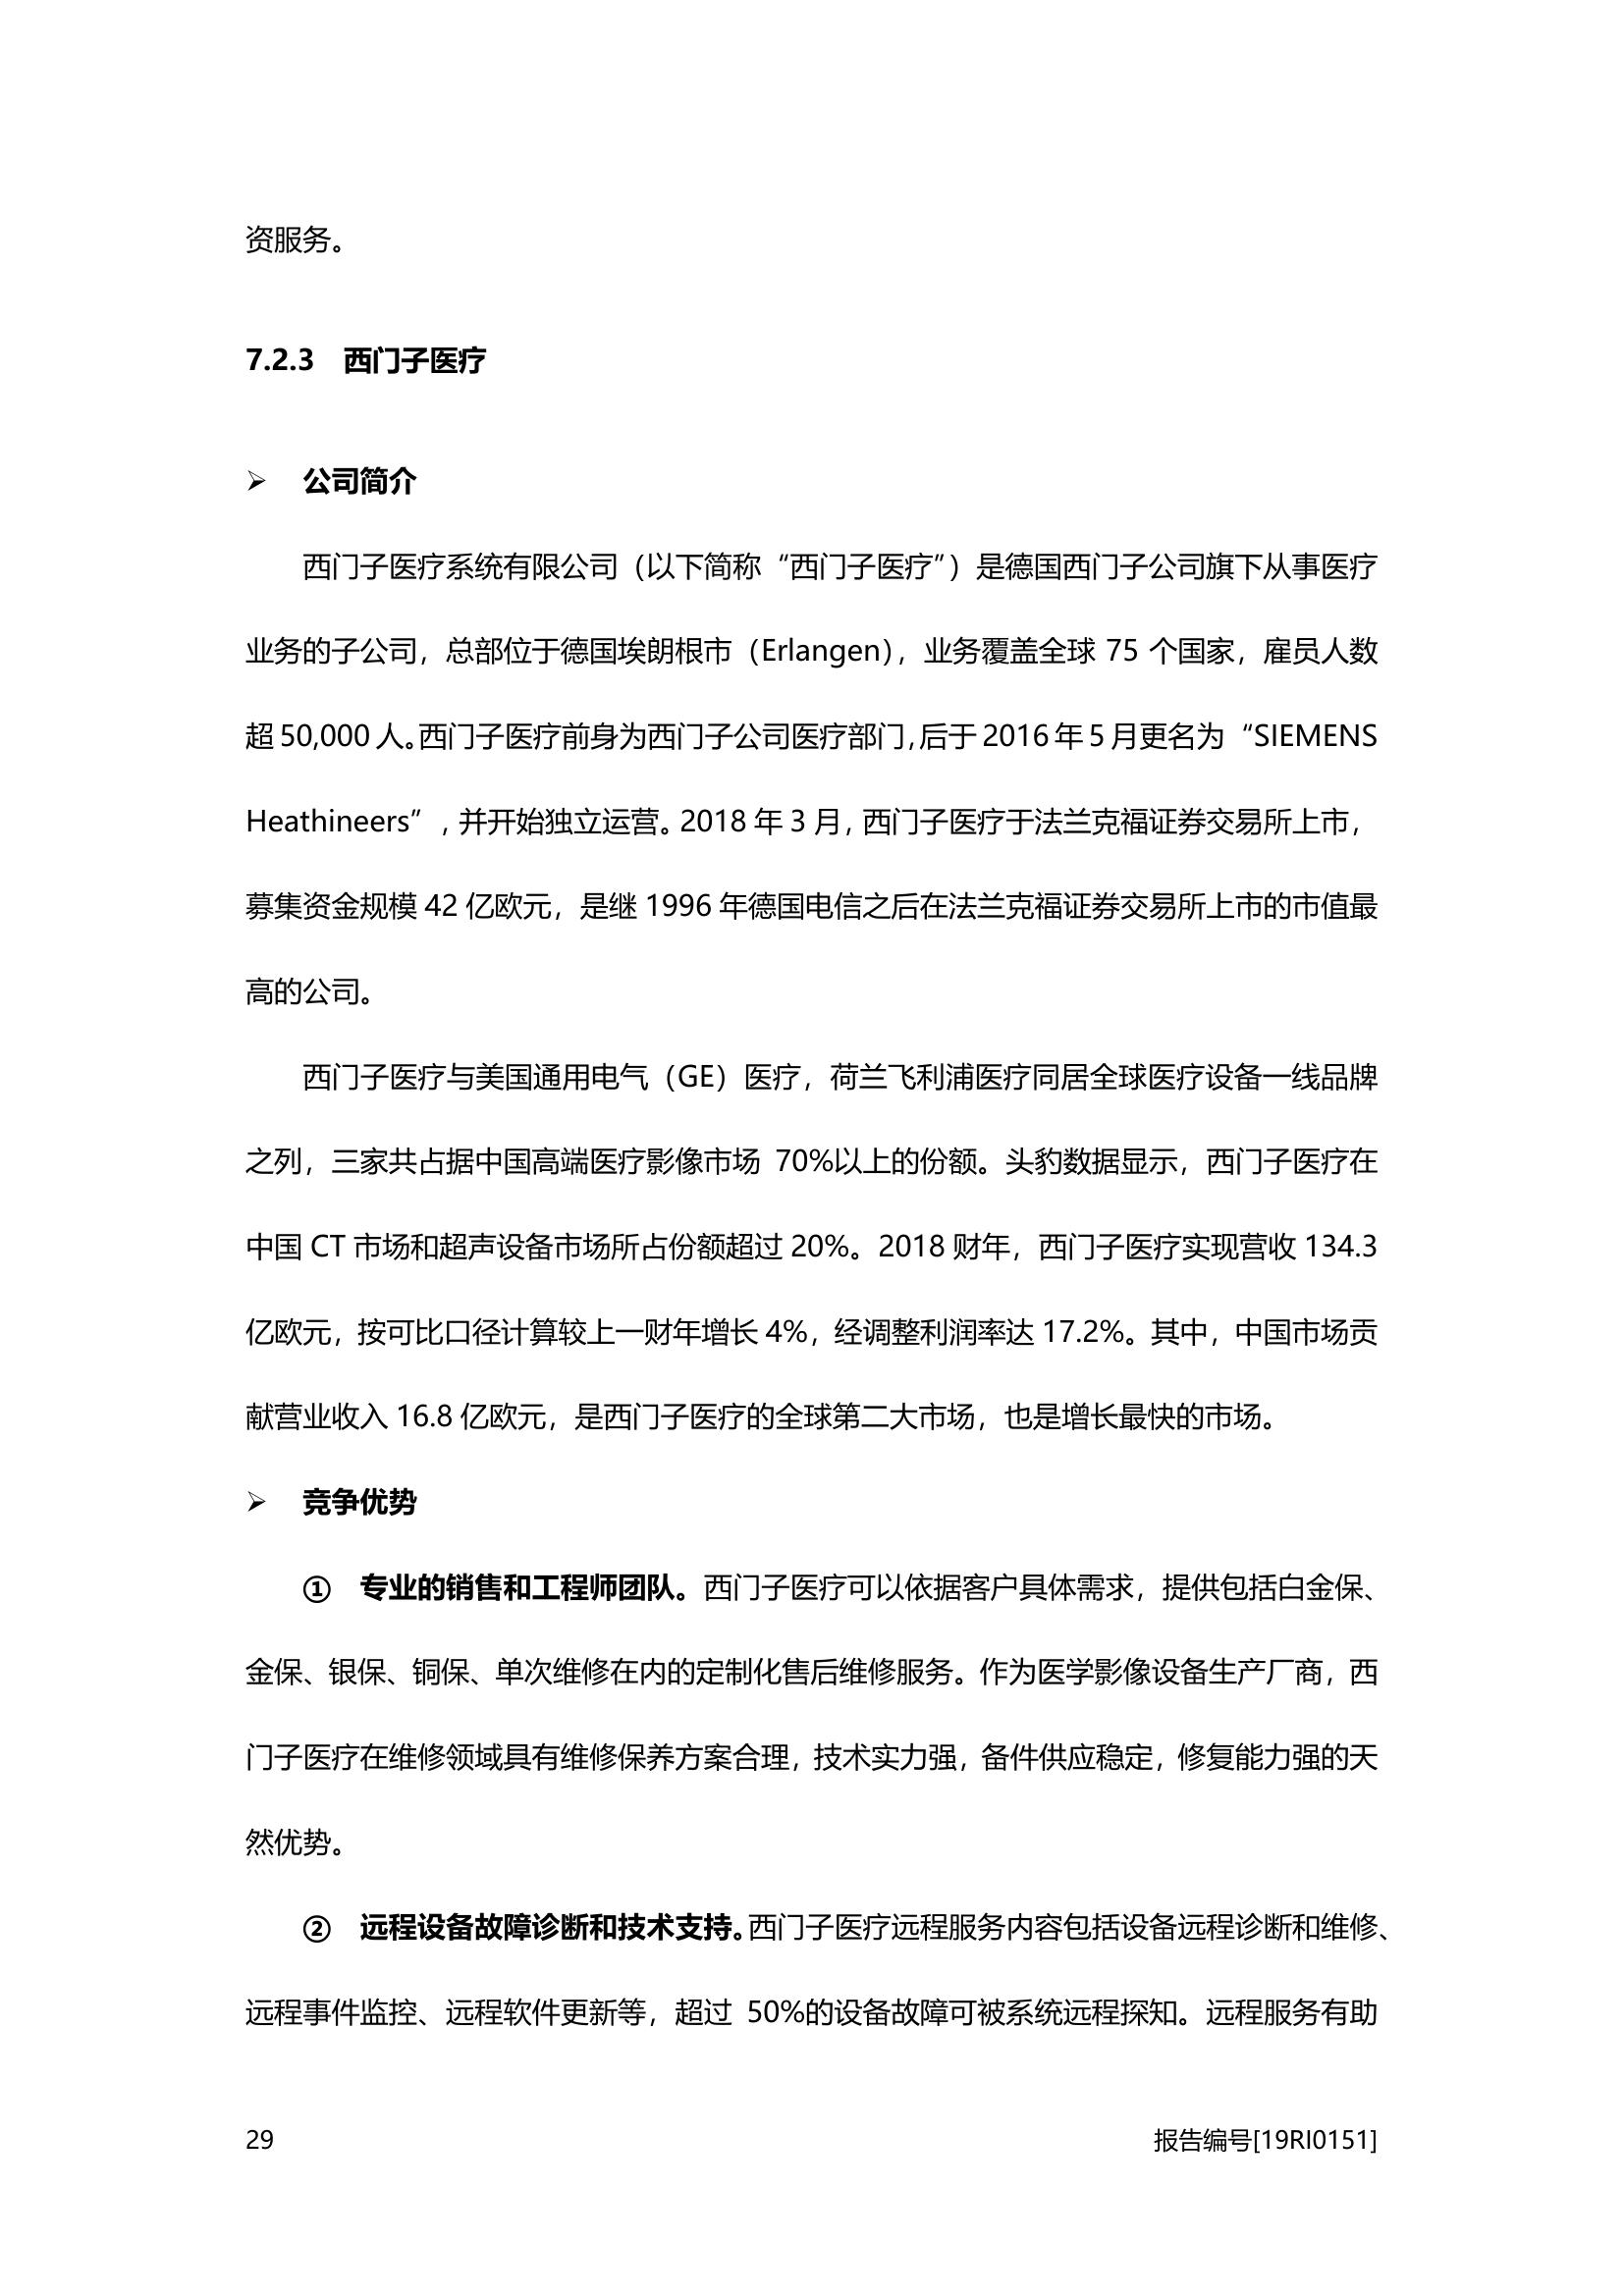 资服务。
7.2.3 西门子医疗
➢ 公司简介
西门子医疗系统有限公司（以下简称“西门子医疗”）是德国西门子公司旗下从事医疗
业务的子公司，总部位于德国埃朗根市（Erlangen），业务覆盖全球 75 个国家，雇员人数
超 50,000 人。西门子医疗前身为西门子公司医疗部门，后于 2016 年 5 月更名为“SIEMENS
Heathineers”，并开始独立运营。2018 年 3 月，西门子医疗于法兰克福证券交易所上市，
募集资金规模 42 亿欧元，是继 1996 年德国电信之后在法兰克福证券交易所上市的市值最
高的公司。
西门子医疗与美国通用电气（GE）医疗，荷兰飞利浦医疗同居全球医疗设备一线品牌
之列，三家共占据中国高端医疗影像市场 70%以上的份额。头豹数据显示，西门子医疗在
中国 CT 市场和超声设备市场所占份额超过 20%。2018 财年，西门子医疗实现营收 134.3
亿欧元，按可比口径计算较上一财年增长 4%，经调整利润率达 17.2%。其中，中国市场贡
献营业收入 16.8 亿欧元，是西门子医疗的全球第二大市场，也是增长最快的市场。
➢ 竞争优势
① 专业的销售和工程师团队。西门子医疗可以依据客户具体需求，提供包括白金保、
金保、银保、铜保、单次维修在内的定制化售后维修服务。作为医学影像设备生产厂商，西
门子医疗在维修领域具有维修保养方案合理，技术实力强，备件供应稳定，修复能力强的天
然优势。
② 远程设备故障诊断和技术支持。西门子医疗远程服务内容包括设备远程诊断和维修、
远程事件监控、远程软件更新等，超过 50%的设备故障可被系统远程探知。远程服务有助
29 报告编号[19RI0151]